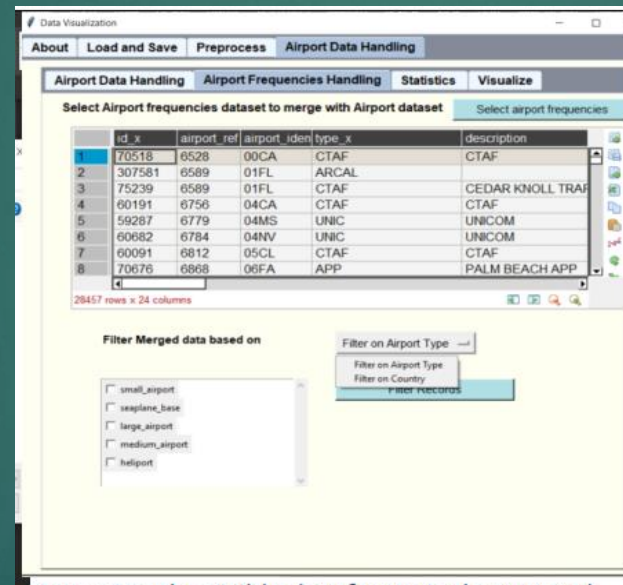 Data Visualization
About Load and Save Preprocess Airport Data Handling
Airport Data Handling Airport Frequencies Handling Statistics Visualize
Select Airport frequencies dataset to merge with Airport dataset Select airport frequencies
id_x airport_ref airport_iden type_x description
1 70518 6528 00CA CTAF CTAF
2 307581 6589 01FL ARCAL
3 75239 6589 01FL CTAF CEDAR KNOLL TRAF
4 60191 6756 04CA CTAF CTAF
5 59287 6779 04MS UNIC UNICOM
6 60682 6784 04NV UNIC UNICOM
7 60091 6812 05CL CTAF CTAF
8 70676 6868 06FA APP PALM BEACH APP
28457 rows x 24 columns
Filter Merged data based on Filter on Airport Type
Filter on Airport Type
Filter on Country
Filter Records
small_airport
seaplane_base
large_airport
medium_airport
heliport